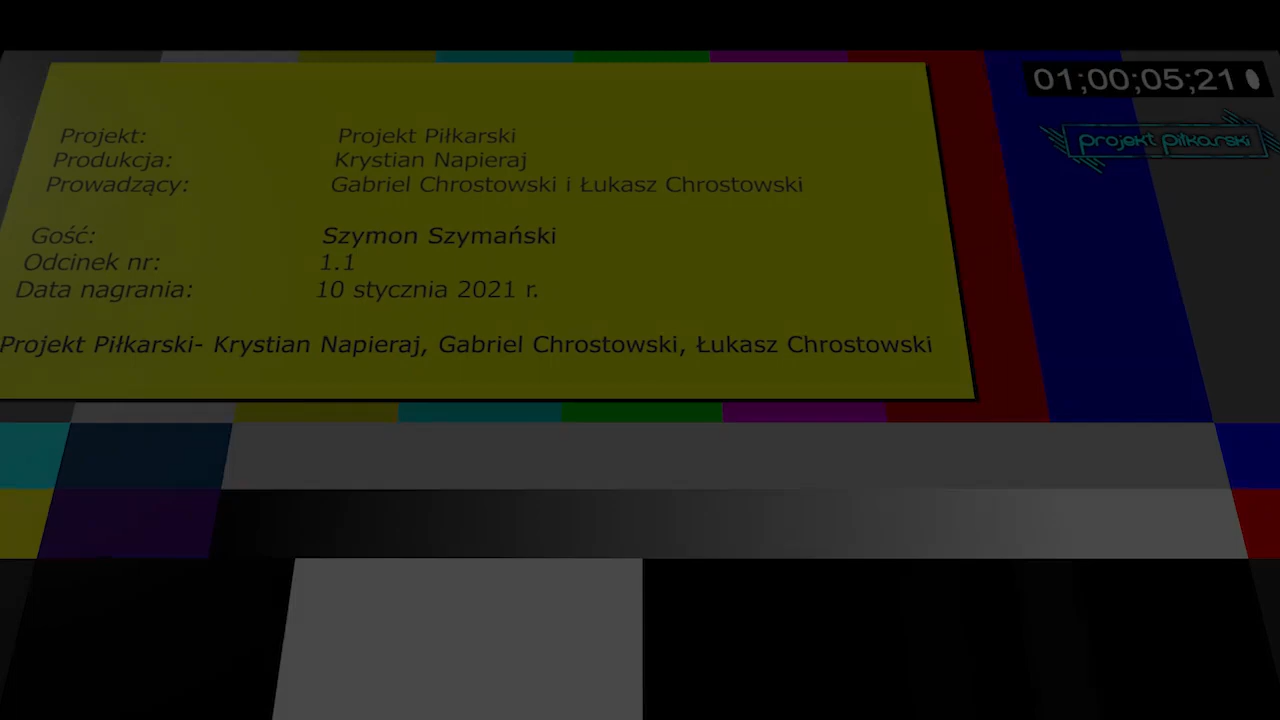 01;00;05;21
projekt piłkarski
Projekt: Projekt Piłkarski
Produkcja: Krystian Napieraj
Prowadzący: Gabriel Chrostowski i Łukasz Chrostowski
Gość: Szymon Szymański
Odcinek nr: 1.1
Data nagrania: 10 stycznia 2021 r.
Projekt Piłkarski- Krystian Napieraj, Gabriel Chrostowski, Łukasz Chrostowski